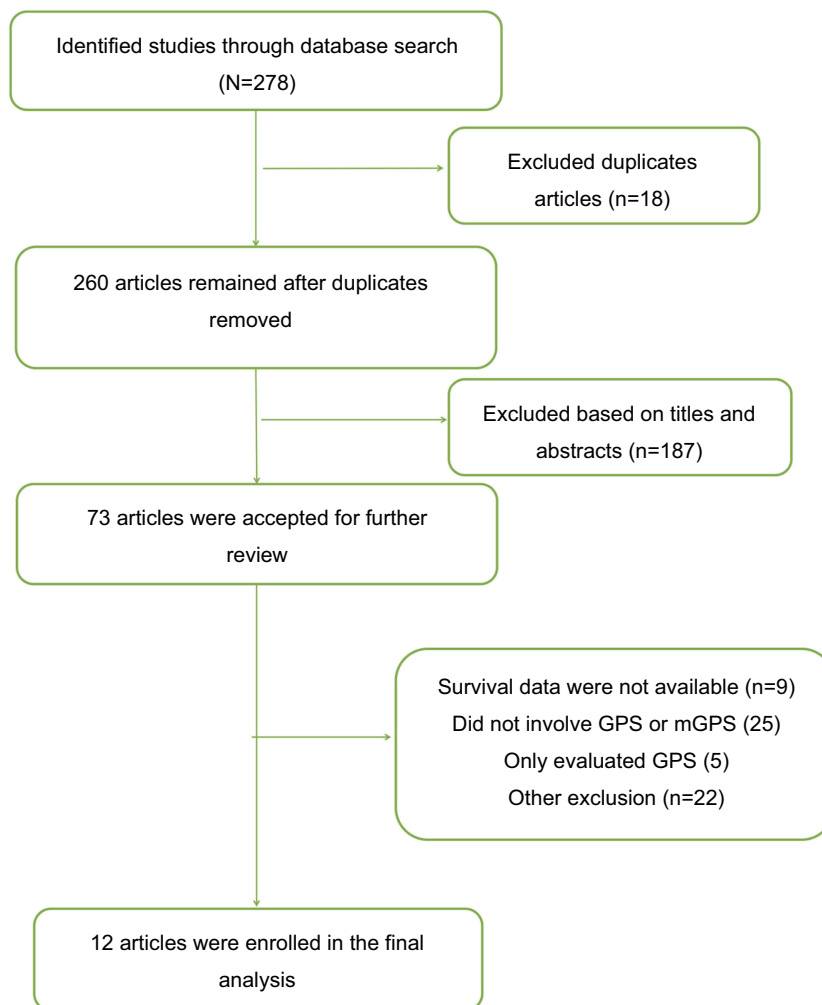 Identified studies through database search
(N=278)
Excluded duplicates
articles (n=18)
260 articles remained after duplicates
removed
Excluded based on titles and
abstracts (n=187)
73 articles were accepted for further
review
Survival data were not available (n=9)
Did not involve GPS or mGPS (25)
Only evaluated GPS (5)
Other exclusion (n=22)
12 articles were enrolled in the final
analysis